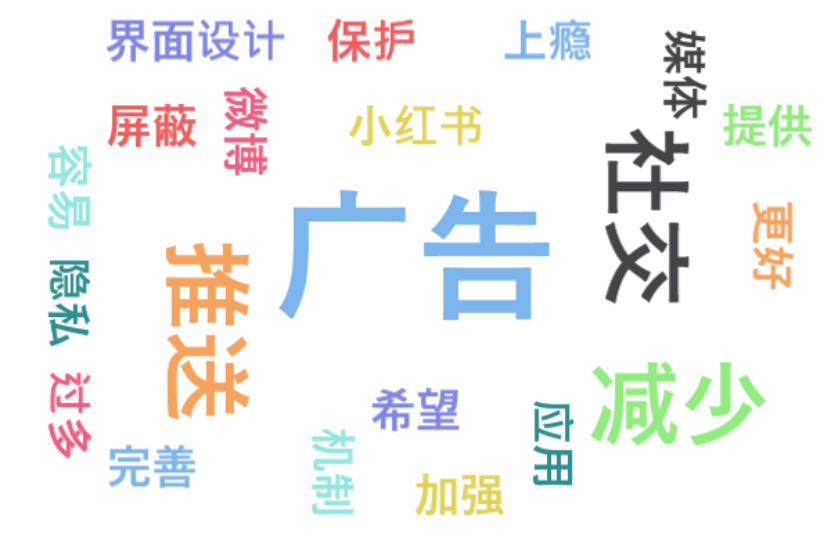 界面设计
保护
上瘾
媒体
屏蔽
微博
小红书
提供
社交
容易
广告
更好
推送
隐私
减少
过多
希望
应用
机制
完善
加强